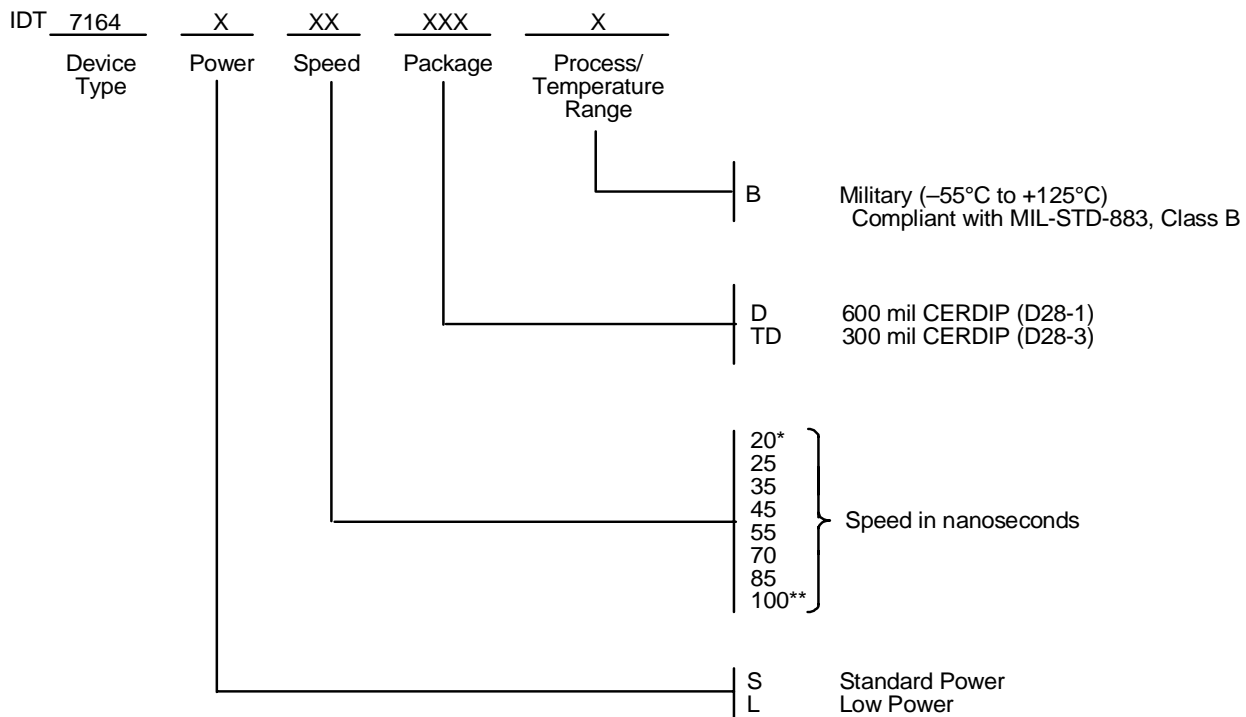 IDT 7164 X XX XXX X
Device Type
Power
Speed
Package
Process/
Temperature
Range
B Military (–55°C to +125°C)
Compliant with MIL-STD-883, Class B
D 600 mil CERDIP (D28-1)
TD 300 mil CERDIP (D28-3)
20*
25
35
45
55
70
85
100**
Speed in nanoseconds
S Standard Power
L Low Power